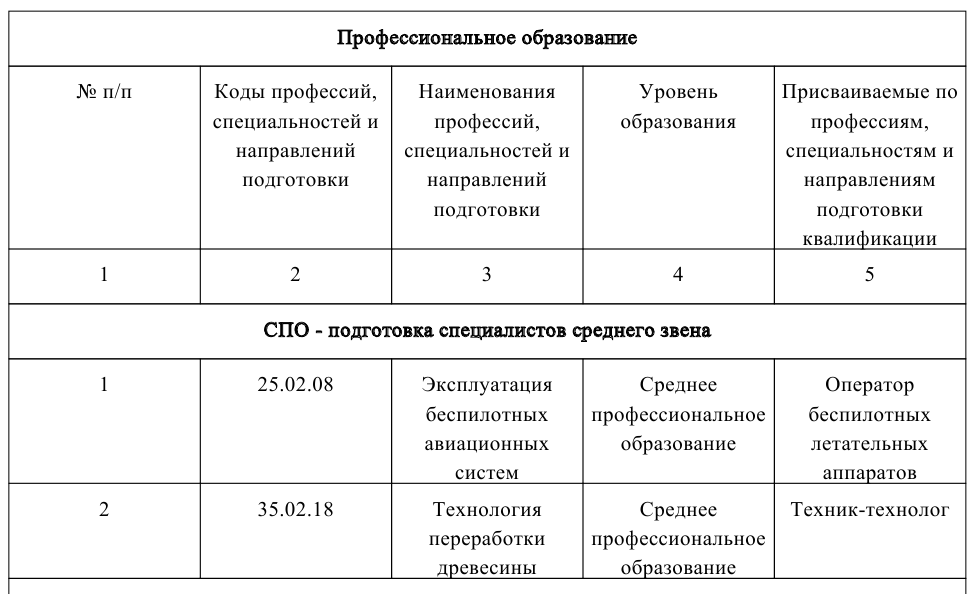 Профессиональное образование
№ п/п
Коды профессий,
специальностей и
направлений
подготовки
Наименования
профессий,
специальностей и
направлений
подготовки
Уровень
образования
Присваиваемые по
профессиям,
специальностям и
направлениям
подготовки
квалификации
1
2
3
4
5
СПО - подготовка специалистов среднего звена
1
25.02.08
Эксплуатация
беспилотных
авиационных
систем
Среднее
профессиональное
образование
Оператор
беспилотных
летательных
аппаратов
2
35.02.18
Технология
переработки
древесины
Среднее
профессиональное
образование
Техник-технолог